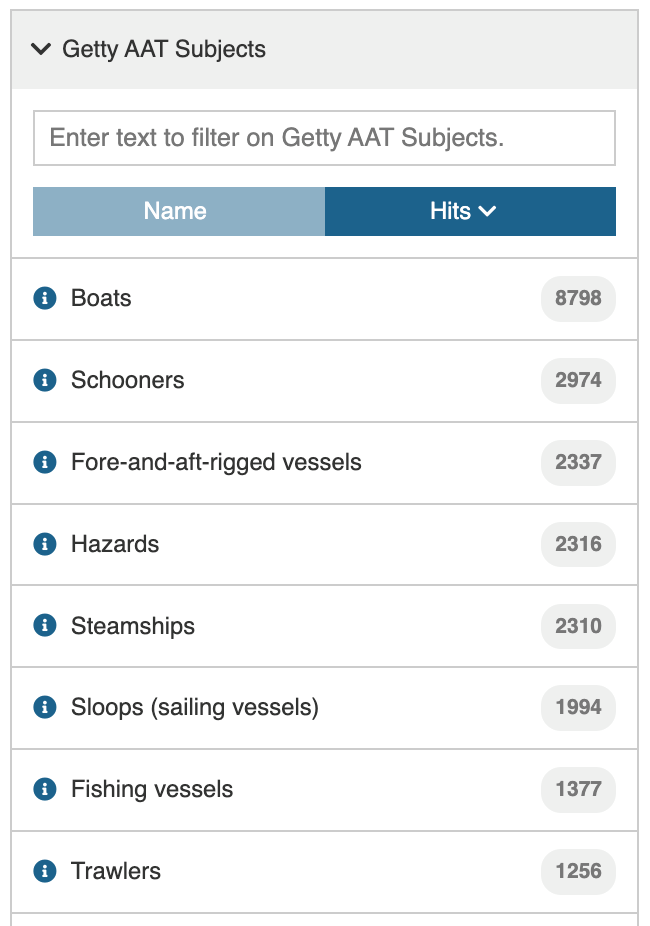 Getty AAT Subjects
Enter text to filter on Getty AAT Subjects.
Name Hits
Boats 8798
Schooners 2974
Fore-and-aft-rigged vessels 2337
Hazards 2316
Steamships 2310
Sloops (sailing vessels) 1994
Fishing vessels 1377
Trawlers 1256